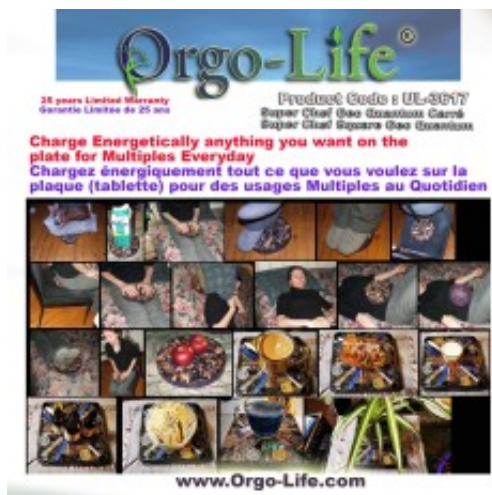 Orgo-Life®
25 years Limited Warranty
Garantie Limitée de 25 ans
Product Code : UL-3617
Super Chef Geo Quantum Carré
Super Chef Square Geo Quantum
Charge Energetically anything you want on the
plate for Multiples Everyday
Chargez énergiquement tout ce que vous voulez sur la
plaque (tablette) pour des usages Multiples au Quotidien
www.Orgo-Life.com